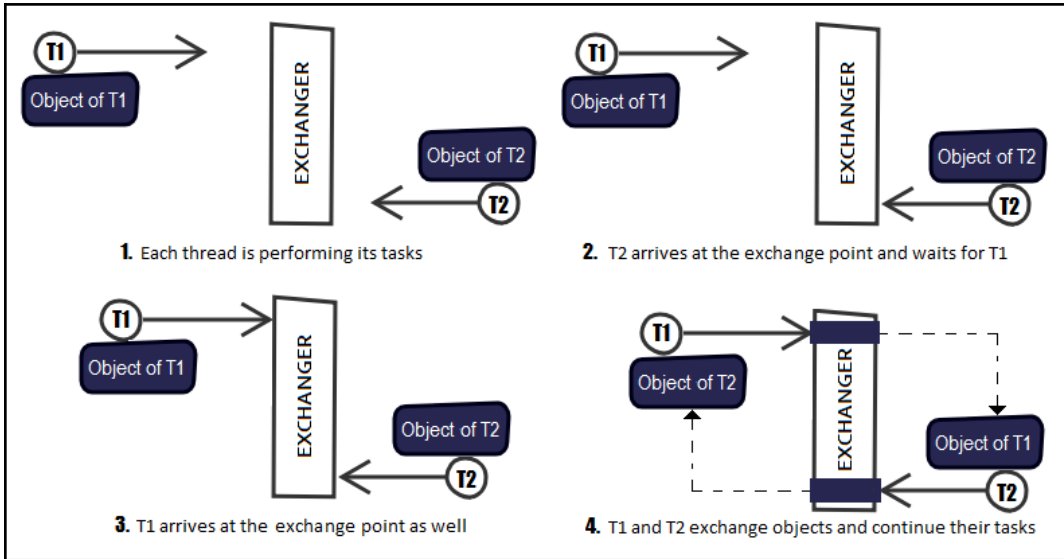 T1
Object of T1
EXCHANGER
Object of T2
T2
1. Each thread is performing its tasks
T1
Object of T1
EXCHANGER
Object of T2
T2
2. T2 arrives at the exchange point and waits for T1
T1
Object of T1
EXCHANGER
Object of T2
T2
3. T1 arrives at the exchange point as well
T1
Object of T2
EXCHANGER
Object of T1
T2
4. T1 and T2 exchange objects and continue their tasks